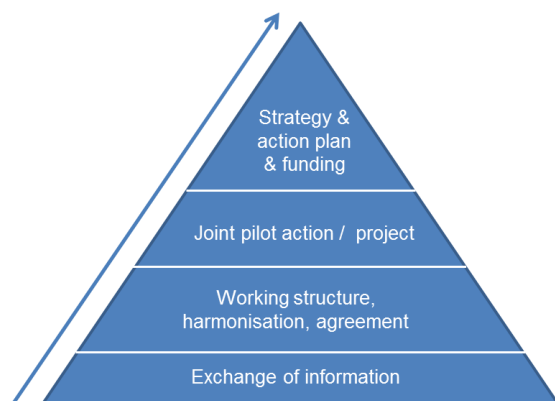 Strategy &
action plan
& funding
Joint pilot action / project
Working structure,
harmonisation, agreement
Exchange of information